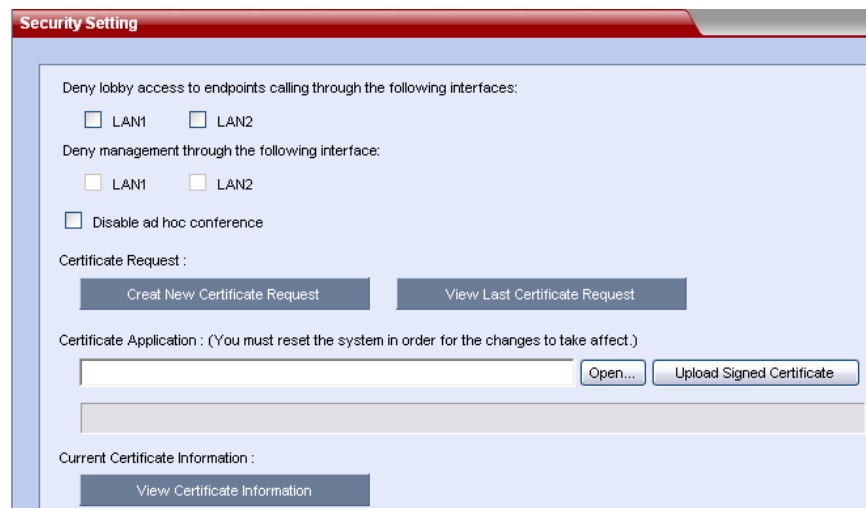 Security Setting
Deny lobby access to endpoints calling through the following interfaces:
LAN1 LAN2
Deny management through the following interface:
LAN1 LAN2
Disable ad hoc conference
Certificate Request :
Creat New Certificate Request View Last Certificate Request
Certificate Application : (You must reset the system in order for the changes to take affect.)
Open... Upload Signed Certificate
Current Certificate Information :
View Certificate Information